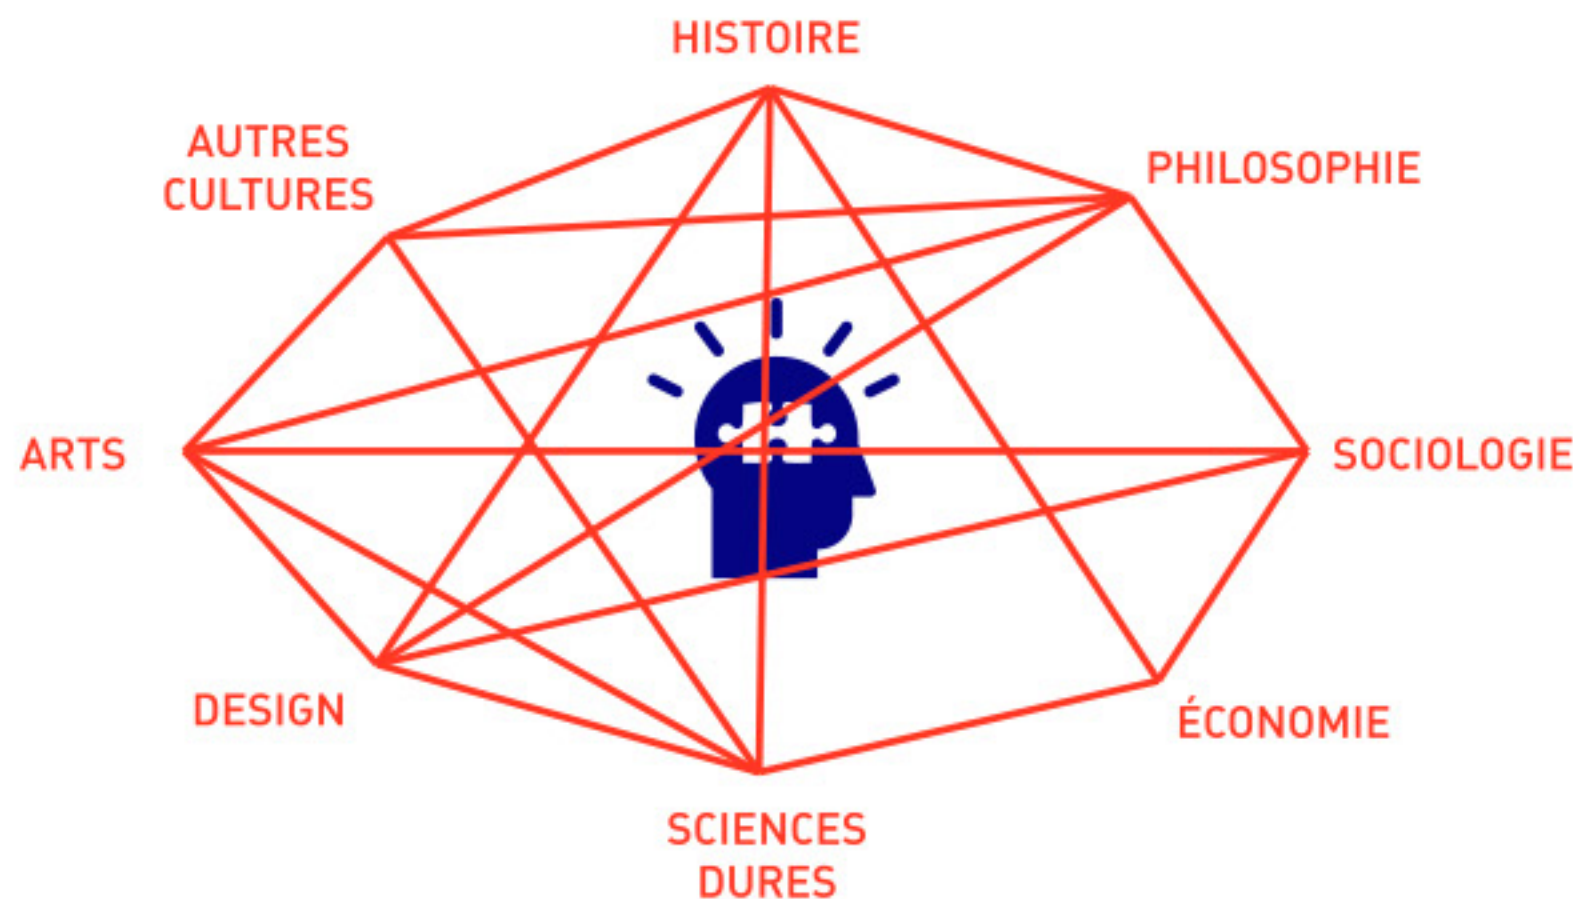 HISTOIRE
AUTRES
CULTURES
PHILOSOPHIE
ARTS
SOCIOLOGIE
DESIGN
ÉCONOMIE
SCIENCES
DURES